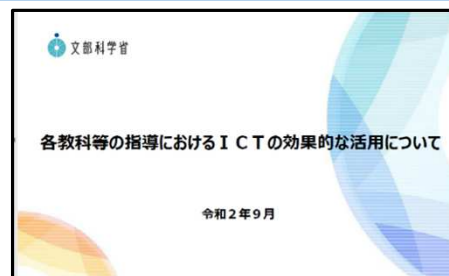 文部科学省
各教科等の指導におけるＩＣＴの効果的な活用について
令和２年９月